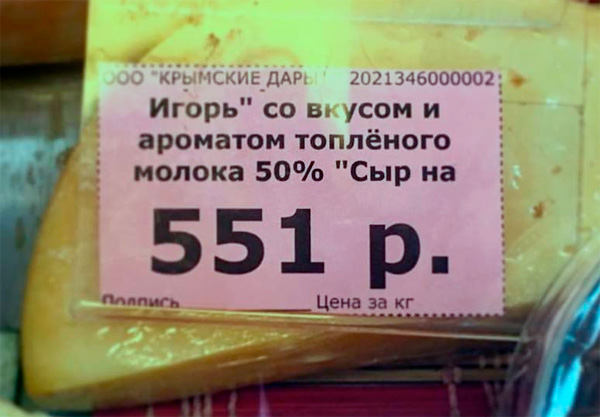 ООО "КРЫМСКИЕ ДАРЫ" 2021346000002
Игорь" со вкусом и
ароматом топлёного
молока 50% "Сыр на
551 р.
Подпись Цена за кг